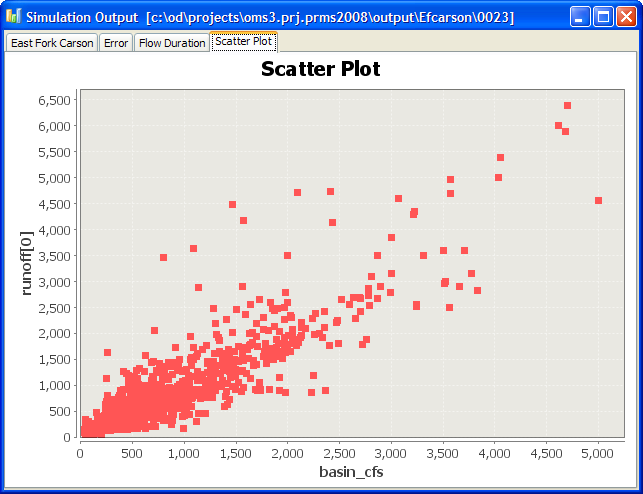 Simulation Output [c:\od\projects\oms3.prj.prms2008\output\Efcarson\0023]
East Fork Carson Error Flow Duration Scatter Plot
Scatter Plot
6,500
6,000
5,500
5,000
4,500
4,000
3,500
3,000
2,500
2,000
1,500
1,000
500
0
runoff[0]
0 500 1,000 1,500 2,000 2,500 3,000 3,500 4,000 4,500 5,000
basin_cfs